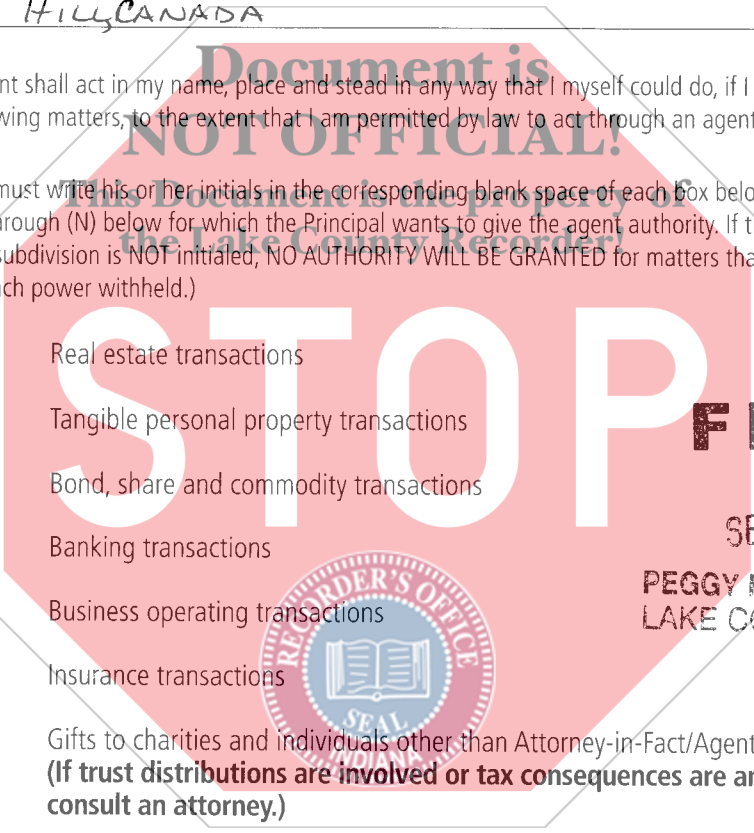 HILL, CANADA
Document is
nt shall act in my name, place and stead in any way that I myself could do, if I
NOT OFFICIAL!
wing matters, to the extent that I am permitted by law to act through an agent
This Document is the property of
must write his or her initials in the corresponding blank space of each box belo
rough (N) below for which the Principal wants to give the agent authority. If t
the Lake County Recorder!
subdivision is NOT initialed, NO AUTHORITY WILL BE GRANTED for matters tha
ch power withheld.)
STOP
Real estate transactions
Tangible personal property transactions
F
Bond, share and commodity transactions
SE
Banking transactions
PEGGY
Business operating transactions
LAKE CO
RECORDER'S OFFICE
Insurance transactions
SEAL
INDIANA
Gifts to charities and individuals other than Attorney-in-Fact/Agent
(If trust distributions are involved or tax consequences are an
consult an attorney.)